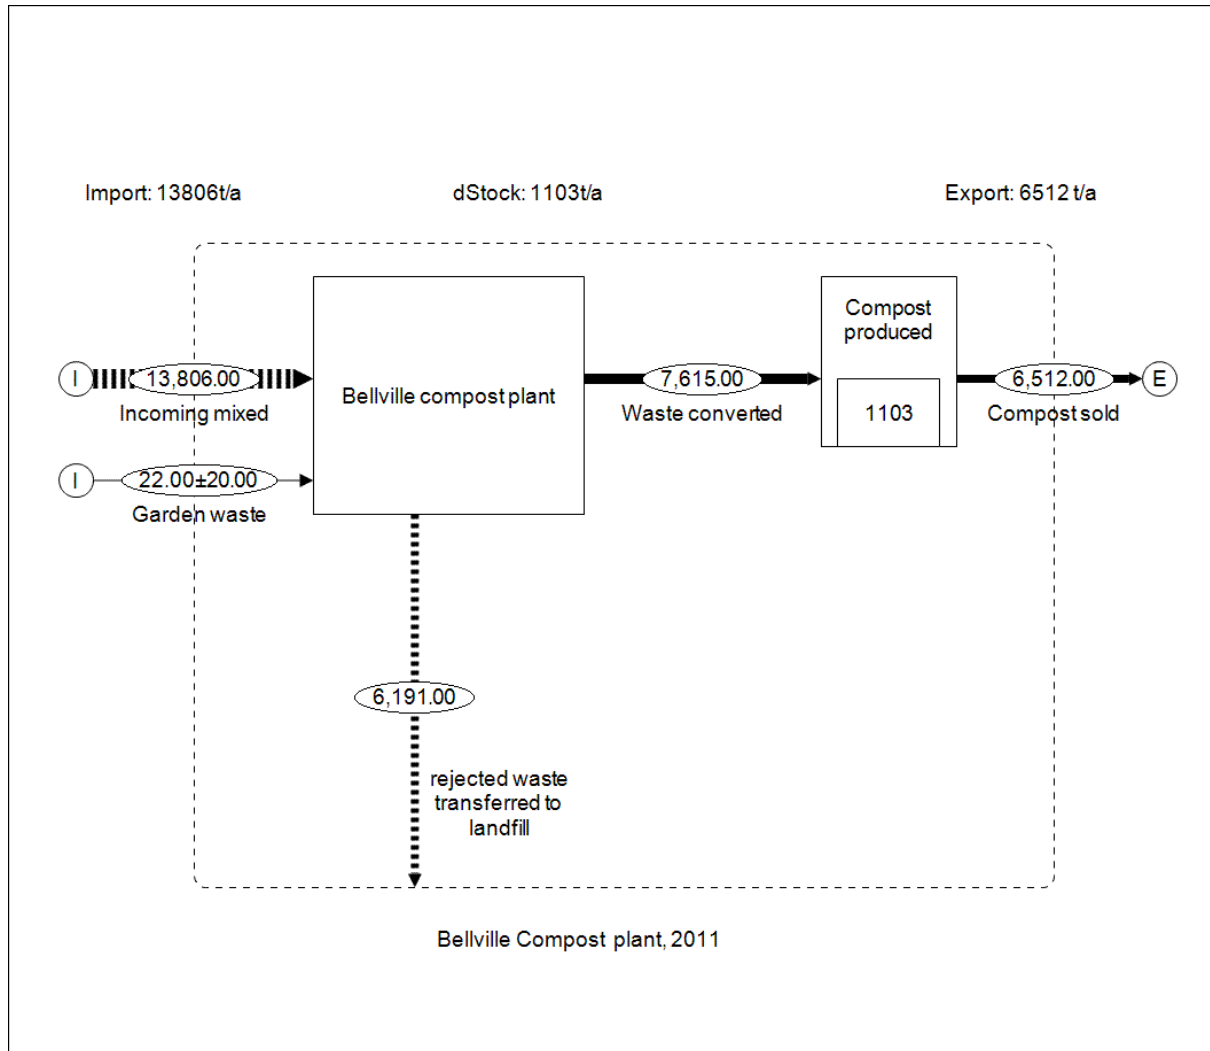 Import: 13806t/a
dStock: 1103t/a
Export: 6512 t/a
Compost
produced
I
13,806.00
Incoming mixed
Bellville compost plant
7,615.00
Waste converted
1103
6,512.00
Compost sold
E
I
22.00±20.00
Garden waste
6,191.00
rejected waste
transferred to
landfill
Bellville Compost plant, 2011